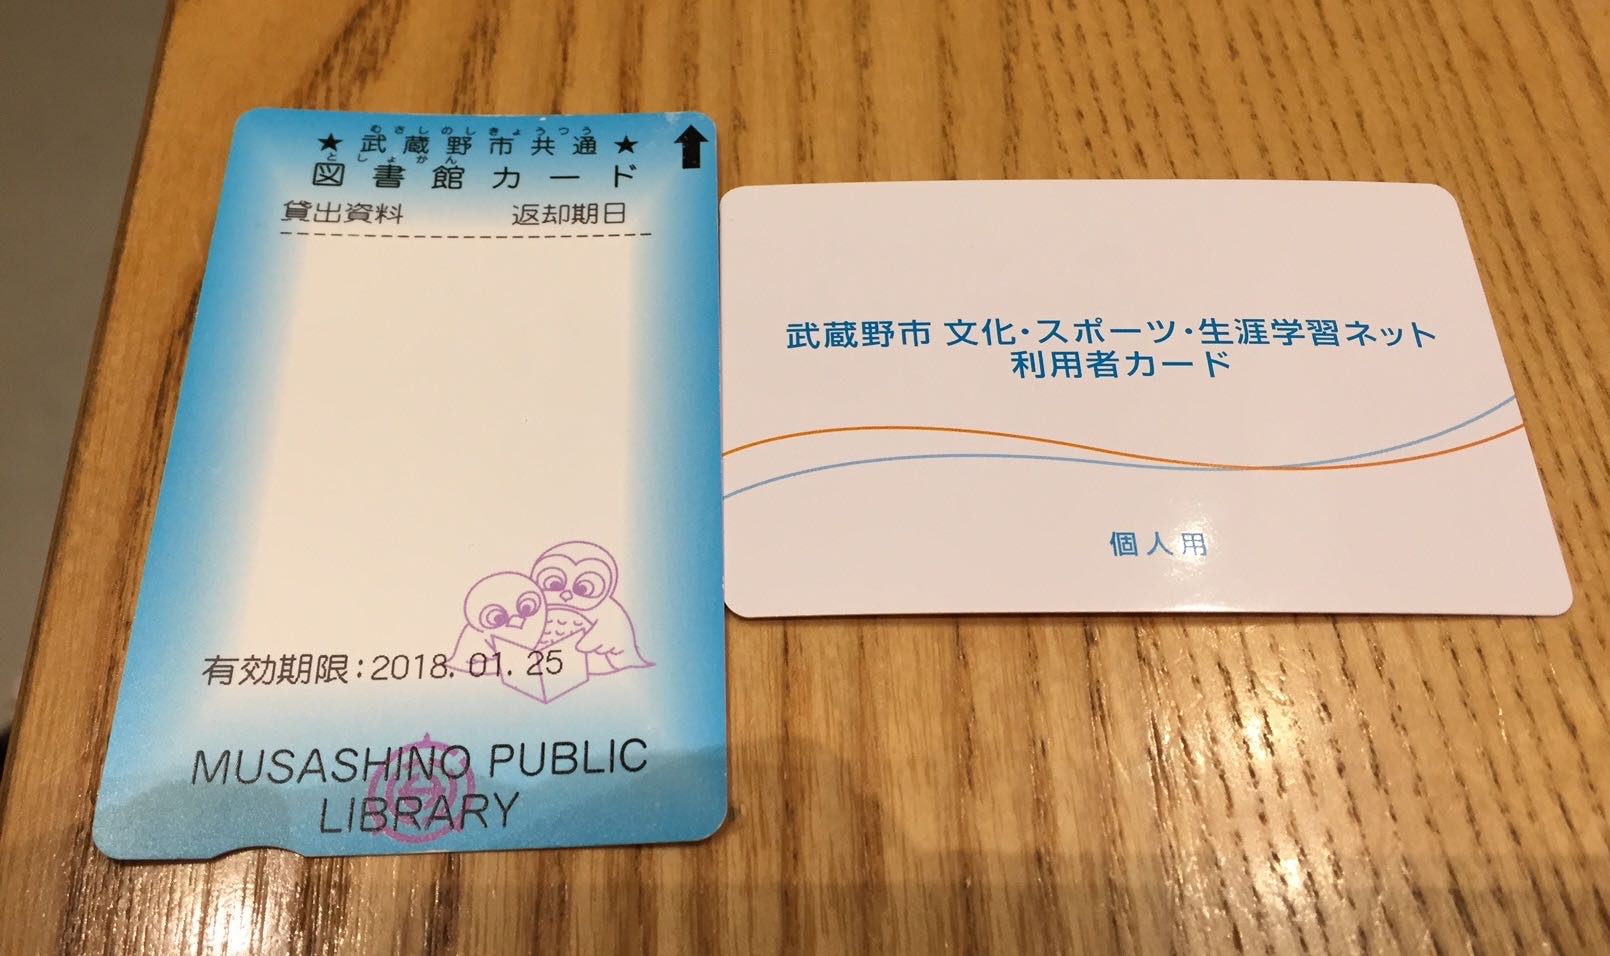 むさしのしきょうつう
★ 武蔵野市共通 ★
としょかん
図書館カード
貸出資料 返却期日
有効期限:2018.01.25
MUSASHINO PUBLIC
LIBRARY
武蔵野市 文化・スポーツ・生涯学習ネット
利用者カード
個人用